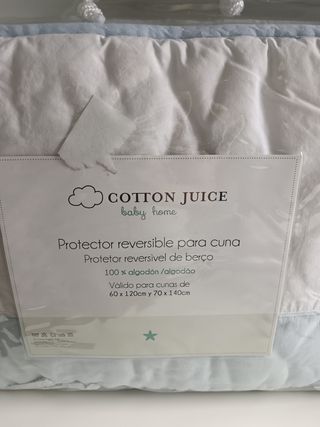 COTTON JUICE
baby home
Protector reversible para cuna
Protetor reversivel de berço
100 % algodón /algodão
Válido para cunas de
60 x 120cm y 70 x 140cm